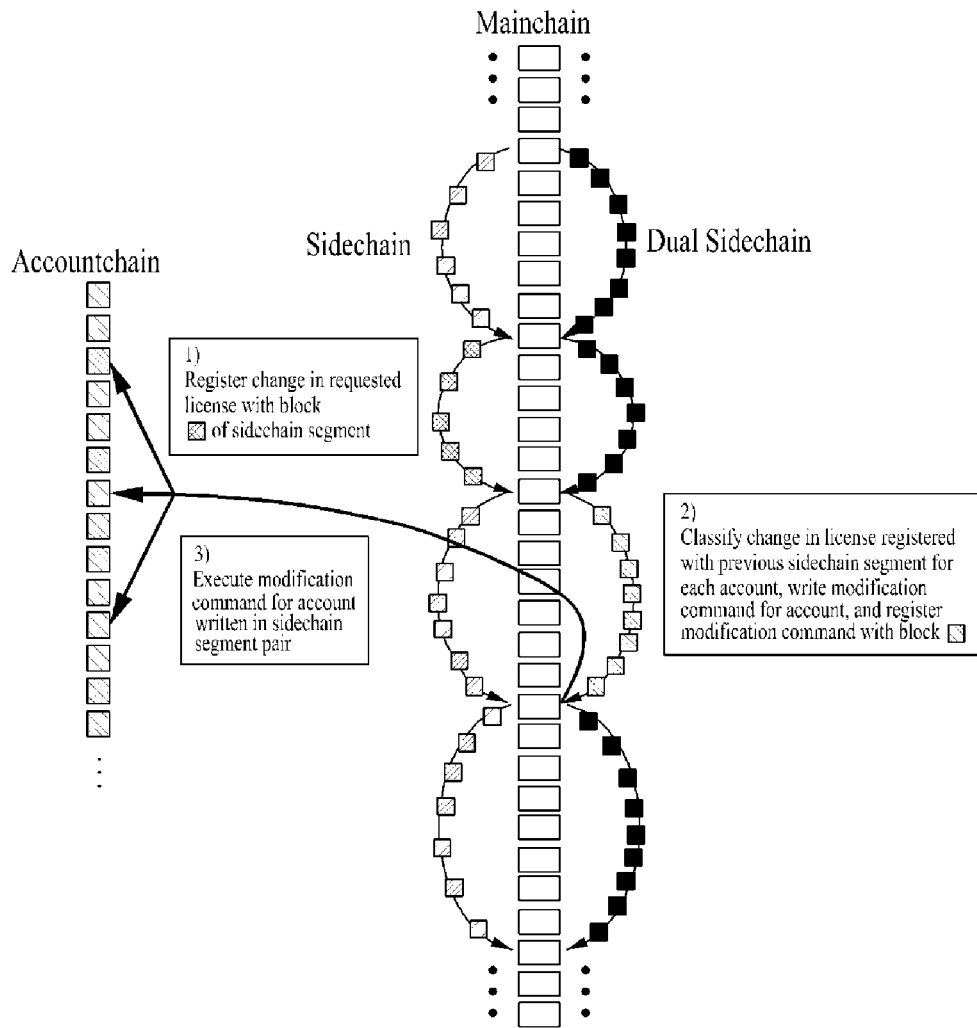 Mainchain
Sidechain
Dual Sidechain
Accountchain
1)
Register change in requested
license with block
of sidechain segment
2)
Classify change in license registered
with previous sidechain segment for
each account, write modification
command for account, and register
modification command with block
3)
Execute modification
command for account
written in sidechain
segment pair